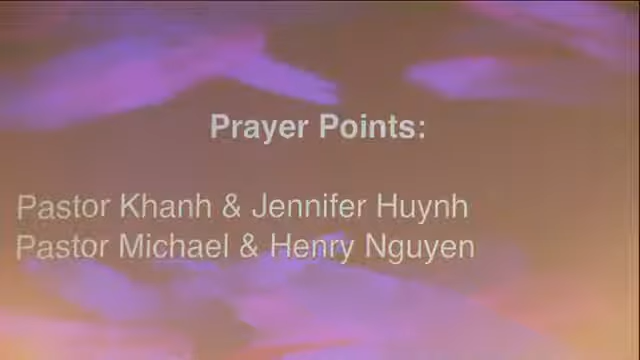 Prayer Points:
Pastor Khanh & Jennifer Huynh
Pastor Michael & Henry Nguyen